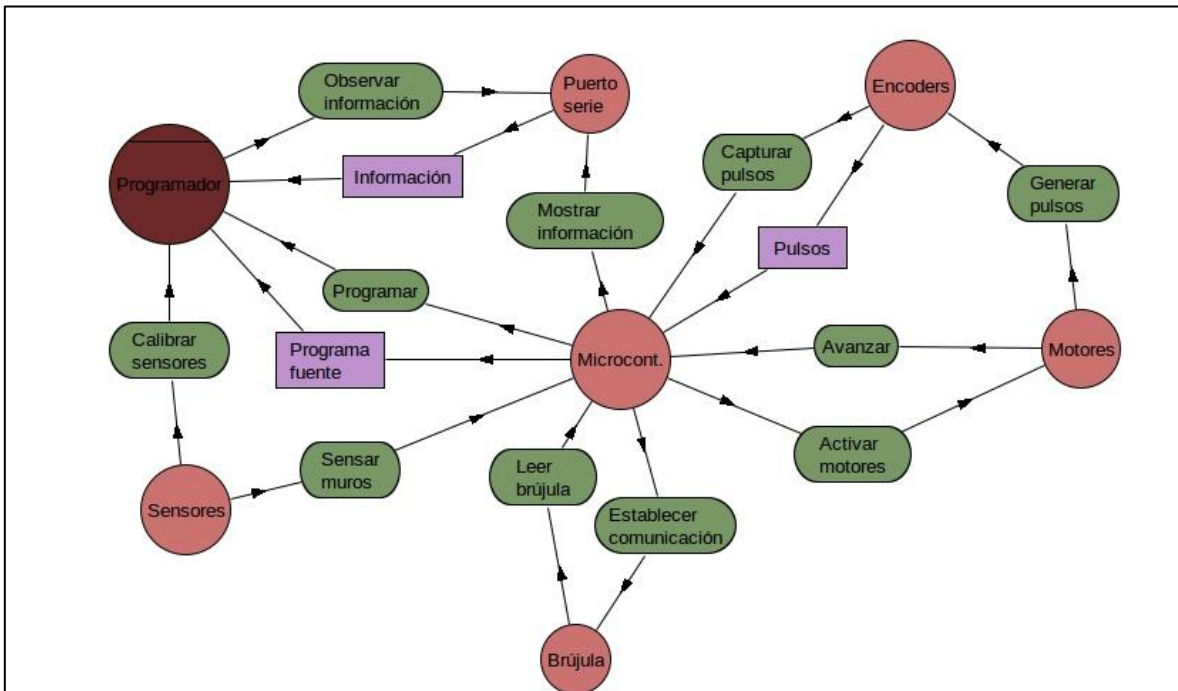 Observar
información
Puerto
serie
Encoders
Programador
Información
Capturar
pulsos
Generar
pulsos
Mostrar
información
Pulsos
Programar
Calibrar
sensores
Programa
fuente
Microcont.
Avanzar
Motores
Sensar
muros
Leer
brújula
Activar
motores
Sensores
Establecer
comunicación
Brújula